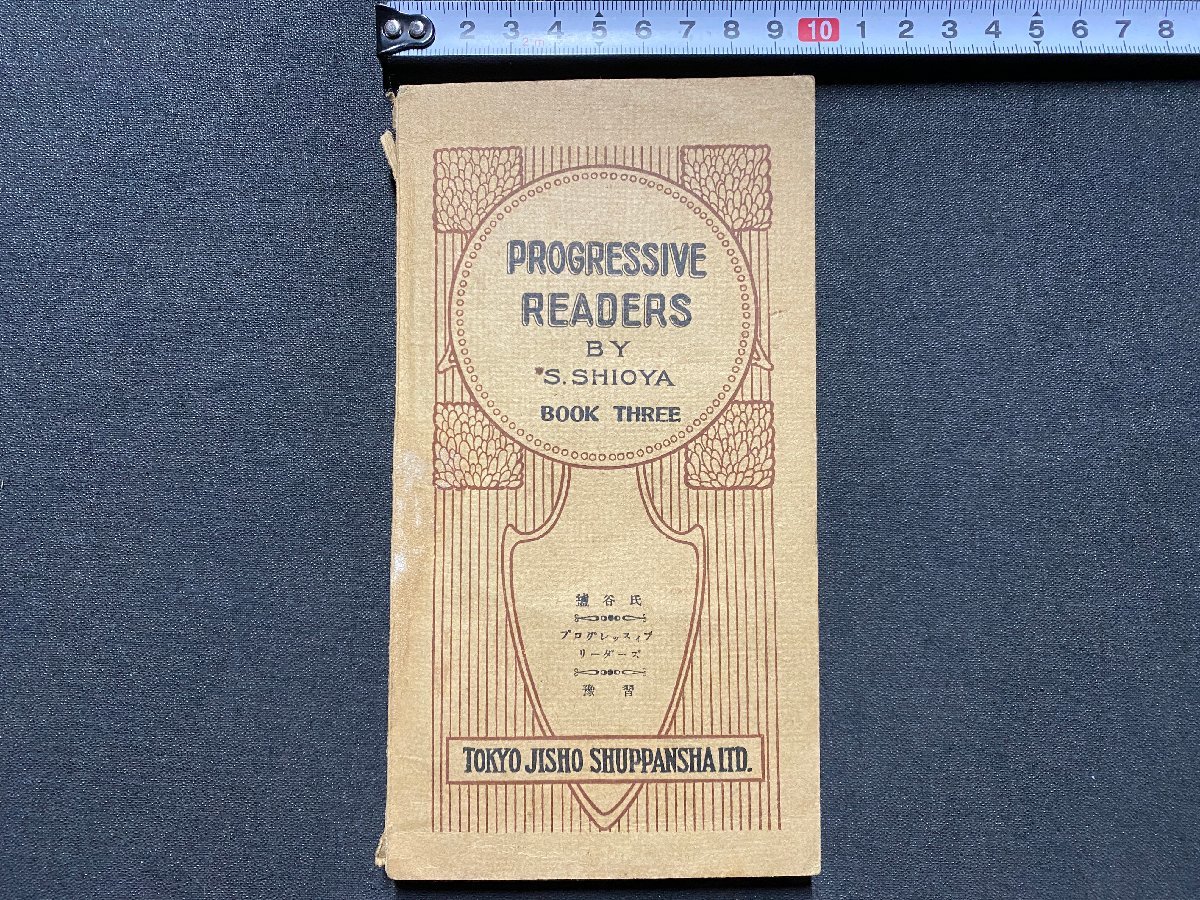 2 3 4 5 6 7 8 9 10 1 2 3 4 5 6 7 8
2m
PROGRESSIVE
READERS
BY
S. SHIOYA
BOOK THREE
鹽谷氏
プログレッスィブ
リーダーズ
豫習
TOKYO JISHO SHUPPANSHA LTD.